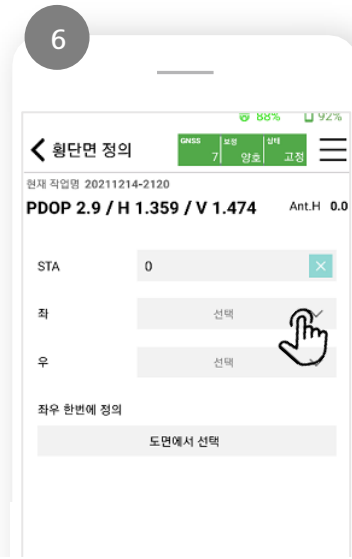 6
88% 92%
횡단면 정의 GNSS 7 보정 양호 상태 고정
현재 작업명 20211214-2120
PDOP 2.9 / H 1.359 / V 1.474 Ant.H 0.0
STA 0
좌 선택
우 선택
좌우 한번에 정의
도면에서 선택